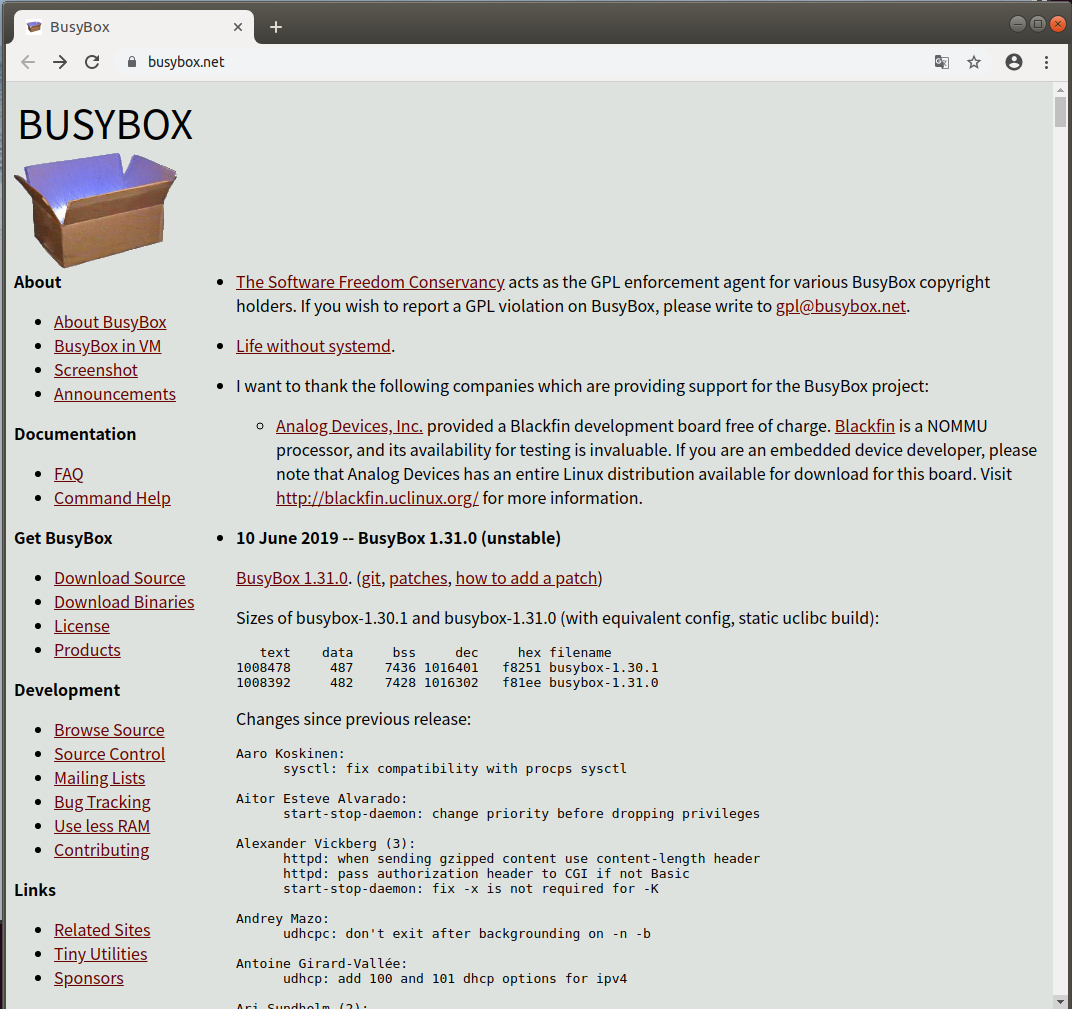 BusyBox
busybox.net
BUSYBOX
About
About BusyBox
BusyBox in VM
Screenshot
Announcements
Documentation
FAQ
Command Help
Get BusyBox
Download Source
Download Binaries
License
Products
Development
Browse Source
Source Control
Mailing Lists
Bug Tracking
Use less RAM
Contributing
Links
Related Sites
Tiny Utilities
Sponsors
The Software Freedom Conservancy acts as the GPL enforcement agent for various BusyBox copyright
holders. If you wish to report a GPL violation on BusyBox, please write to gpl@busybox.net.
Life without systemd.
I want to thank the following companies which are providing support for the BusyBox project:
Analog Devices, Inc. provided a Blackfin development board free of charge. Blackfin is a NOMMU
processor, and its availability for testing is invaluable. If you are an embedded device developer, please
note that Analog Devices has an entire Linux distribution available for download for this board. Visit
http://blackfin.uclinux.org/ for more information.
10 June 2019 -- BusyBox 1.31.0 (unstable)
BusyBox 1.31.0. (git, patches, how to add a patch)
Sizes of busybox-1.30.1 and busybox-1.31.0 (with equivalent config, static uclibc build):
text data bss dec hex filename
1008478 487 7436 1016401 f8251 busybox-1.30.1
1008392 482 7428 1016302 f81ee busybox-1.31.0
Changes since previous release:
Aaro Koskinen:
sysctl: fix compatibility with procps sysctl
Aitor Esteve Alvarado:
start-stop-daemon: change priority before dropping privileges
Alexander Vickberg (3):
httpd: when sending gzipped content use content-length header
httpd: pass authorization header to CGI if not Basic
start-stop-daemon: fix -x is not required for -K
Andrey Mazo:
udhcpc: don't exit after backgrounding on -n -b
Antoine Girard-Vallée:
udhcp: add 100 and 101 dhcp options for ipv4
Ari Sundholm (2):